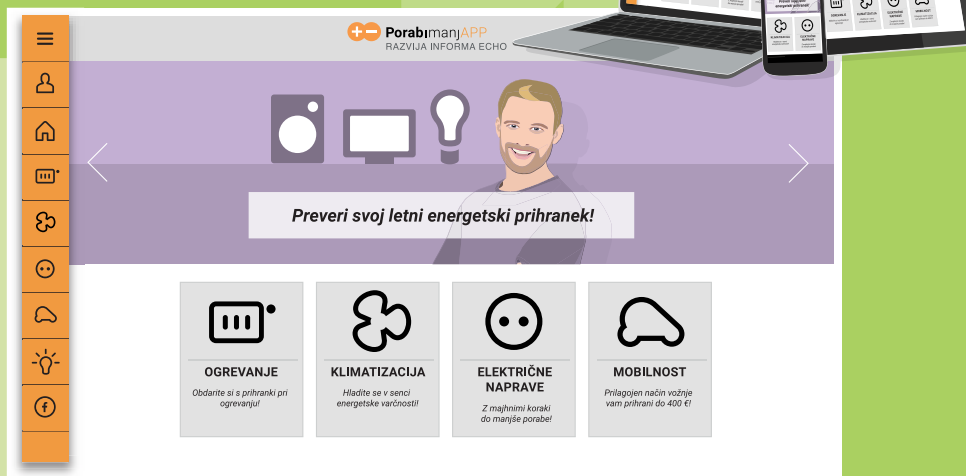 PorabimanjAPP
RAZVIJA INFORMA ECHO
Preveri svoj letni energetski prihranek!
OGREVANJE
Obdarite si s prihranki pri
ogrevanju!
KLIMATIZACIJA
Hladite se v senci
energetske varčnosti!
ELEKTRIČNE
NAPRAVE
Z majhnimi koraki
do manjše porabe!
MOBILNOST
Prilagojen način vožnje
vam prihrani do 400 €!